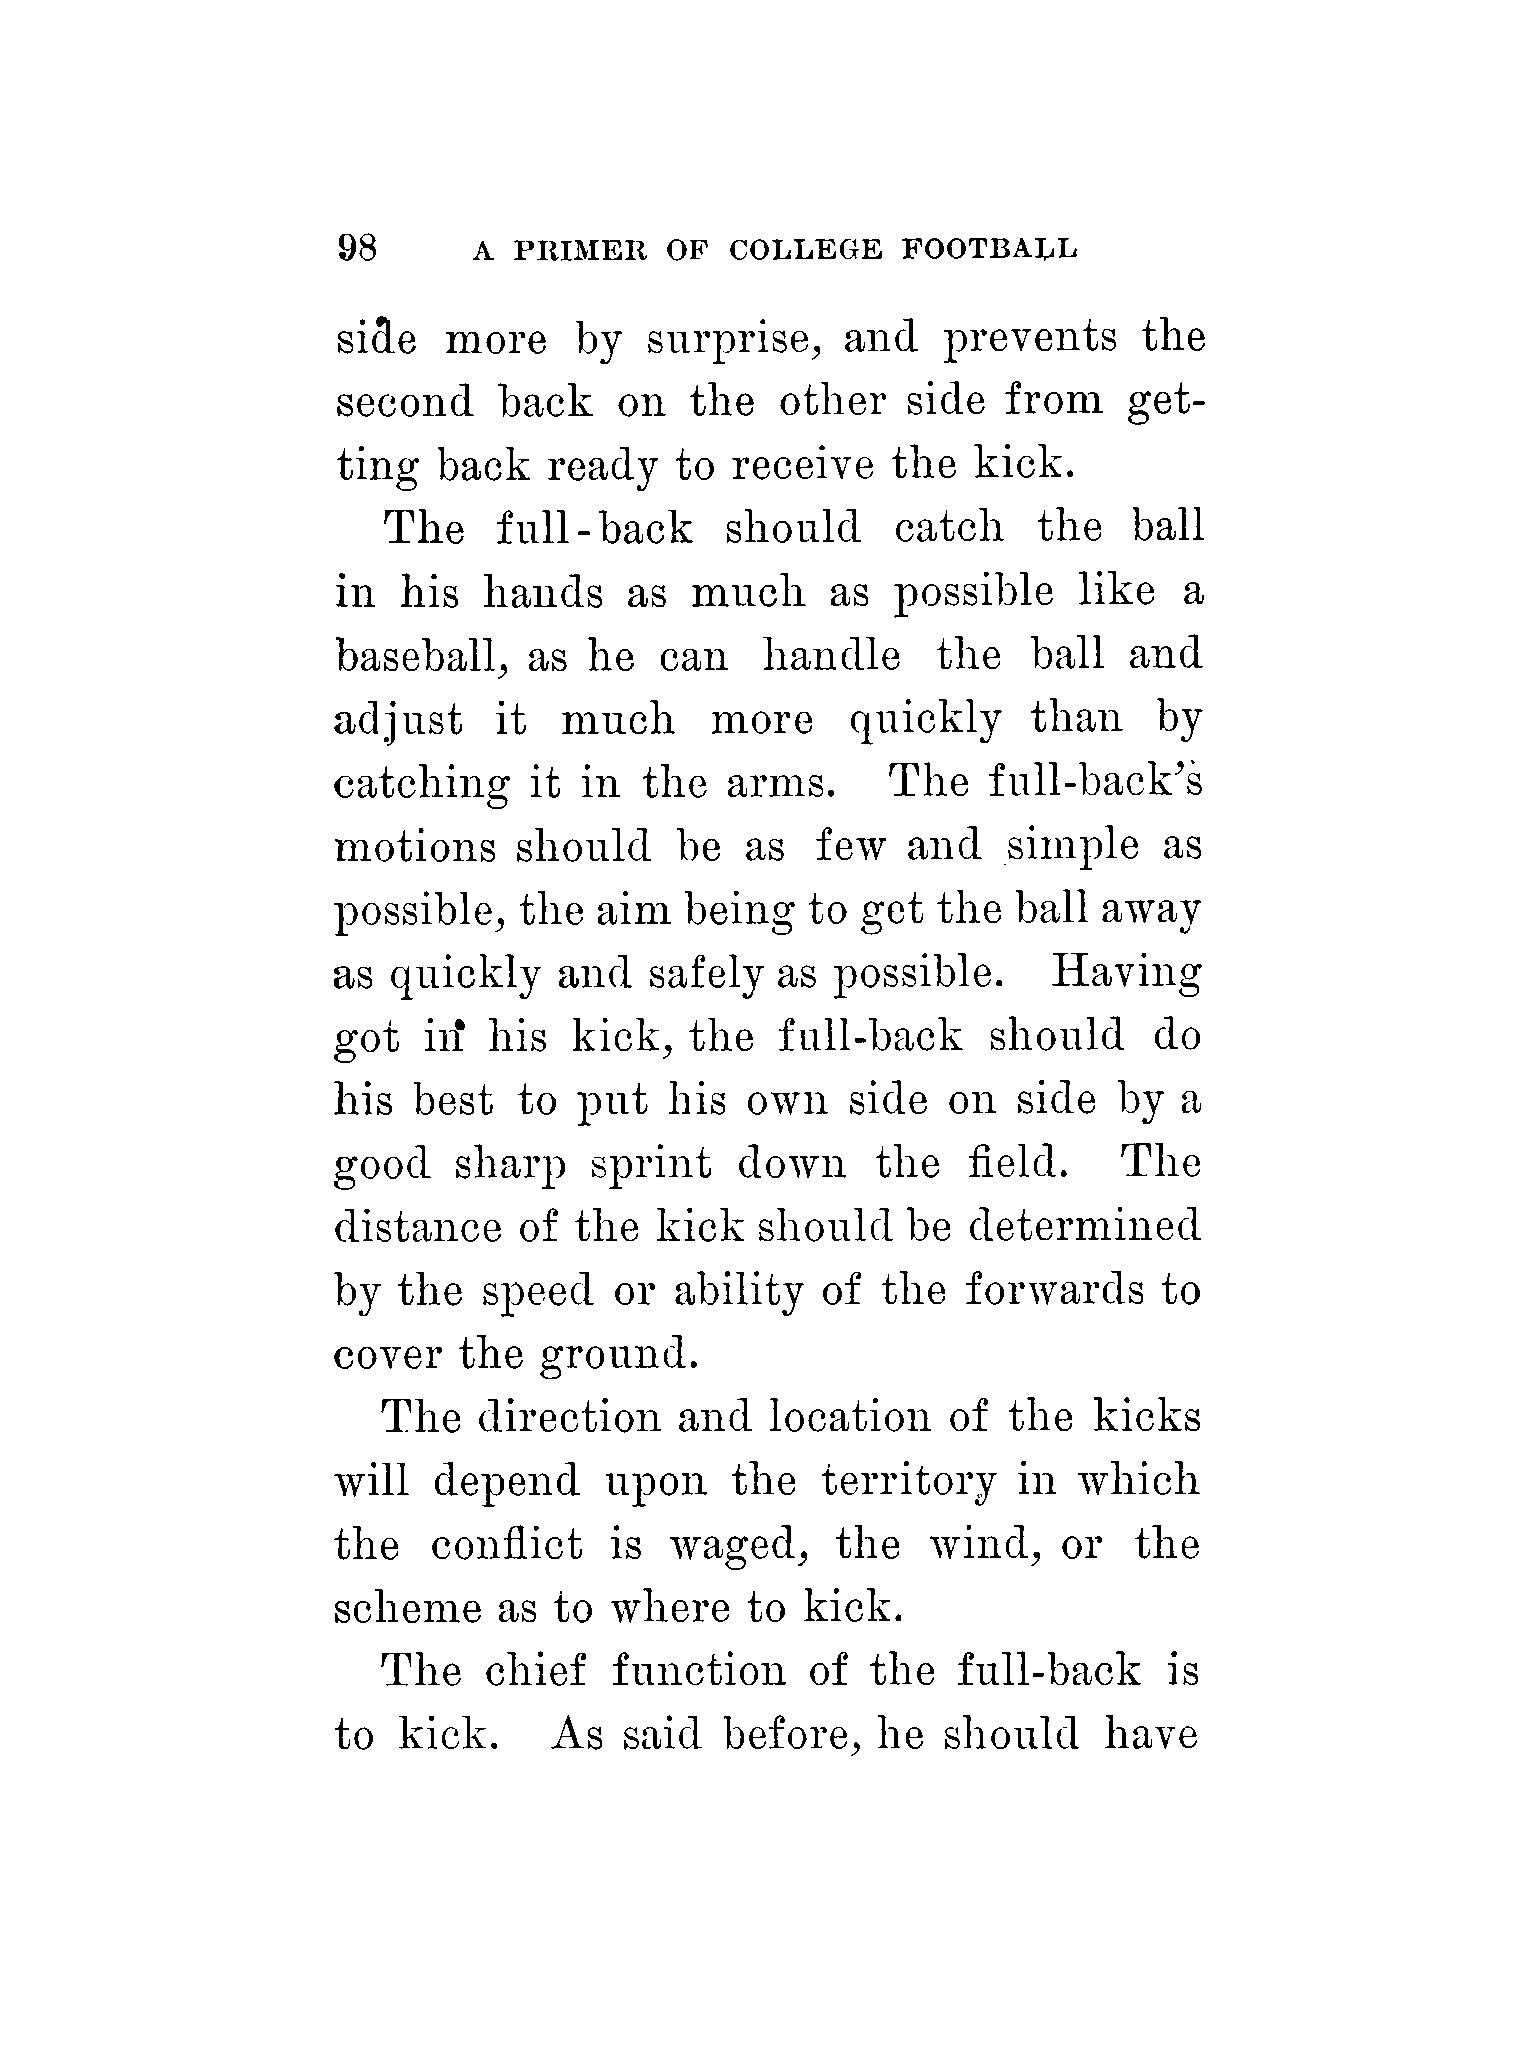 98 A PRIMER OF COLLEGE FOOTBALL
side more by surprise, and prevents the
second back on the other side from get-
ting back ready to receive the kick.
The full-back should catch the ball
in his hands as much as possible like a
baseball, as he can handle the ball and
adjust it much more quickly than by
catching it in the arms. The full-back's
motions should be as few and simple as
possible, the aim being to get the ball away
as quickly and safely as possible. Having
got in his kick, the full-back should do
his best to put his own side on side by a
good sharp sprint down the field. The
distance of the kick should be determined
by the speed or ability of the forwards to
cover the ground.
The direction and location of the kicks
will depend upon the territory in which
the conflict is waged, the wind, or the
scheme as to where to kick.
The chief function of the full-back is
to kick. As said before, he should have